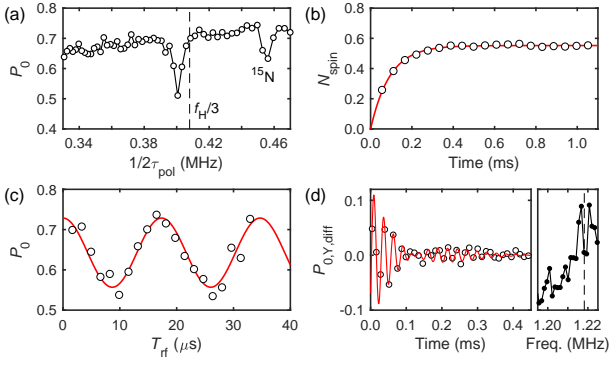 (a)
0.7
0.6
0.5
0.4
P0
15N
fH/3
0.34
0.38
0.42
0.46
1/2τpol (MHz)
(b)
0.8
0.6
0.4
0.2
0
Nspin
0.0
0.2
0.4
0.6
0.8
1.0
Time (ms)
(c)
0.8
0.7
0.6
0.5
P0
0
10
20
30
40
Trf (μs)
(d)
0.1
0.0
-0.1
P0,Y,diff
0.0
0.1
0.2
0.3
0.4
Time (ms)
1.20
1.22
Freq. (MHz)